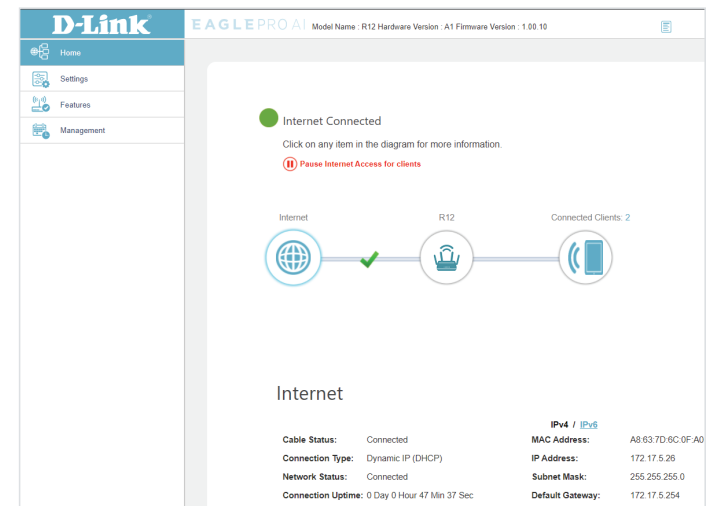 D-Link
EAGLE PRO AI Model Name : R12 Hardware Version : A1 Firmware Version : 1.00.10
Home
Settings
Features
Management
Internet Connected
Click on any item in the diagram for more information.
Pause Internet Access for clients
Internet R12 Connected Clients: 2
Internet
IPv4 / IPv6
Cable Status: Connected MAC Address: A8:63:7D:6C:0F:A0
Connection Type: Dynamic IP (DHCP) IP Address: 172.17.5.26
Network Status: Connected Subnet Mask: 255.255.255.0
Connection Uptime: 0 Day 0 Hour 47 Min 37 Sec Default Gateway: 172.17.5.254